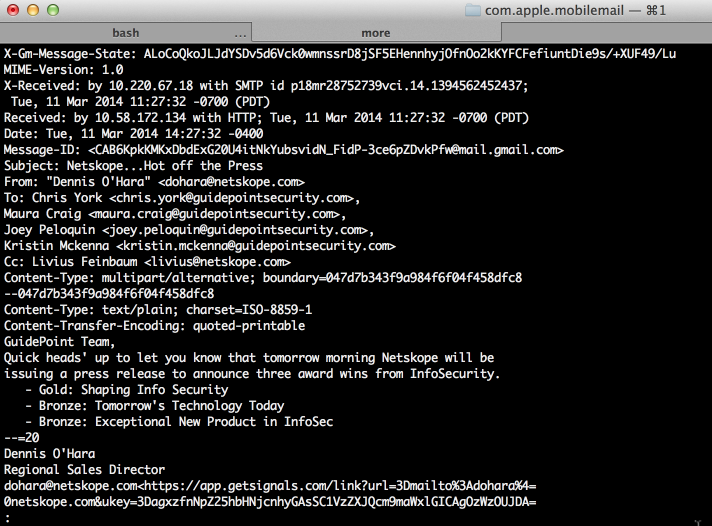 com.apple.mobilemail — ⌘1
bash ... more
X-Gm-Message-State: ALoCoQkoJLJdYSDv5d6Vck0wmnssrD8jSF5EHennhyjOfnOo2kKYFCFefiuntDie9s/+XUF49/Lu
MIME-Version: 1.0
X-Received: by 10.220.67.18 with SMTP id p18mr28752739vci.14.1394562452437;
Tue, 11 Mar 2014 11:27:32 -0700 (PDT)
Received: by 10.58.172.134 with HTTP; Tue, 11 Mar 2014 11:27:32 -0700 (PDT)
Date: Tue, 11 Mar 2014 14:27:32 -0400
Message-ID: <CAB6KpkKMKxDbdExG20U4itNkYubsvidN_FidP-3ce6pZDvkPfw@mail.gmail.com>
Subject: Netskope...Hot off the Press
From: "Dennis O'Hara" <dohara@netskope.com>
To: Chris York <chris.york@guidepointsecurity.com>,
Maura Craig <maura.craig@guidepointsecurity.com>,
Joey Peloquin <joey.peloquin@guidepointsecurity.com>,
Kristin Mckenna <kristin.mckenna@guidepointsecurity.com>
Cc: Livius Feinbaum <livius@netskope.com>
Content-Type: multipart/alternative; boundary=047d7b343f9a984f6f04f458dfc8
--047d7b343f9a984f6f04f458dfc8
Content-Type: text/plain; charset=ISO-8859-1
Content-Transfer-Encoding: quoted-printable
GuidePoint Team,
Quick heads' up to let you know that tomorrow morning Netskope will be
issuing a press release to announce three award wins from InfoSecurity.
- Gold: Shaping Info Security
- Bronze: Tomorrow's Technology Today
- Bronze: Exceptional New Product in InfoSec
--=20
Dennis O'Hara
Regional Sales Director
dohara@netskope.com<https://app.getsignals.com/link?url=3Dmailto%3Adohara%4=
0netskope.com&ukey=3DagxzfnNpZ25hbHNjcnhyGAsSC1VzZXJQcm9maWxlGICAgOzWzOUJDA=
: